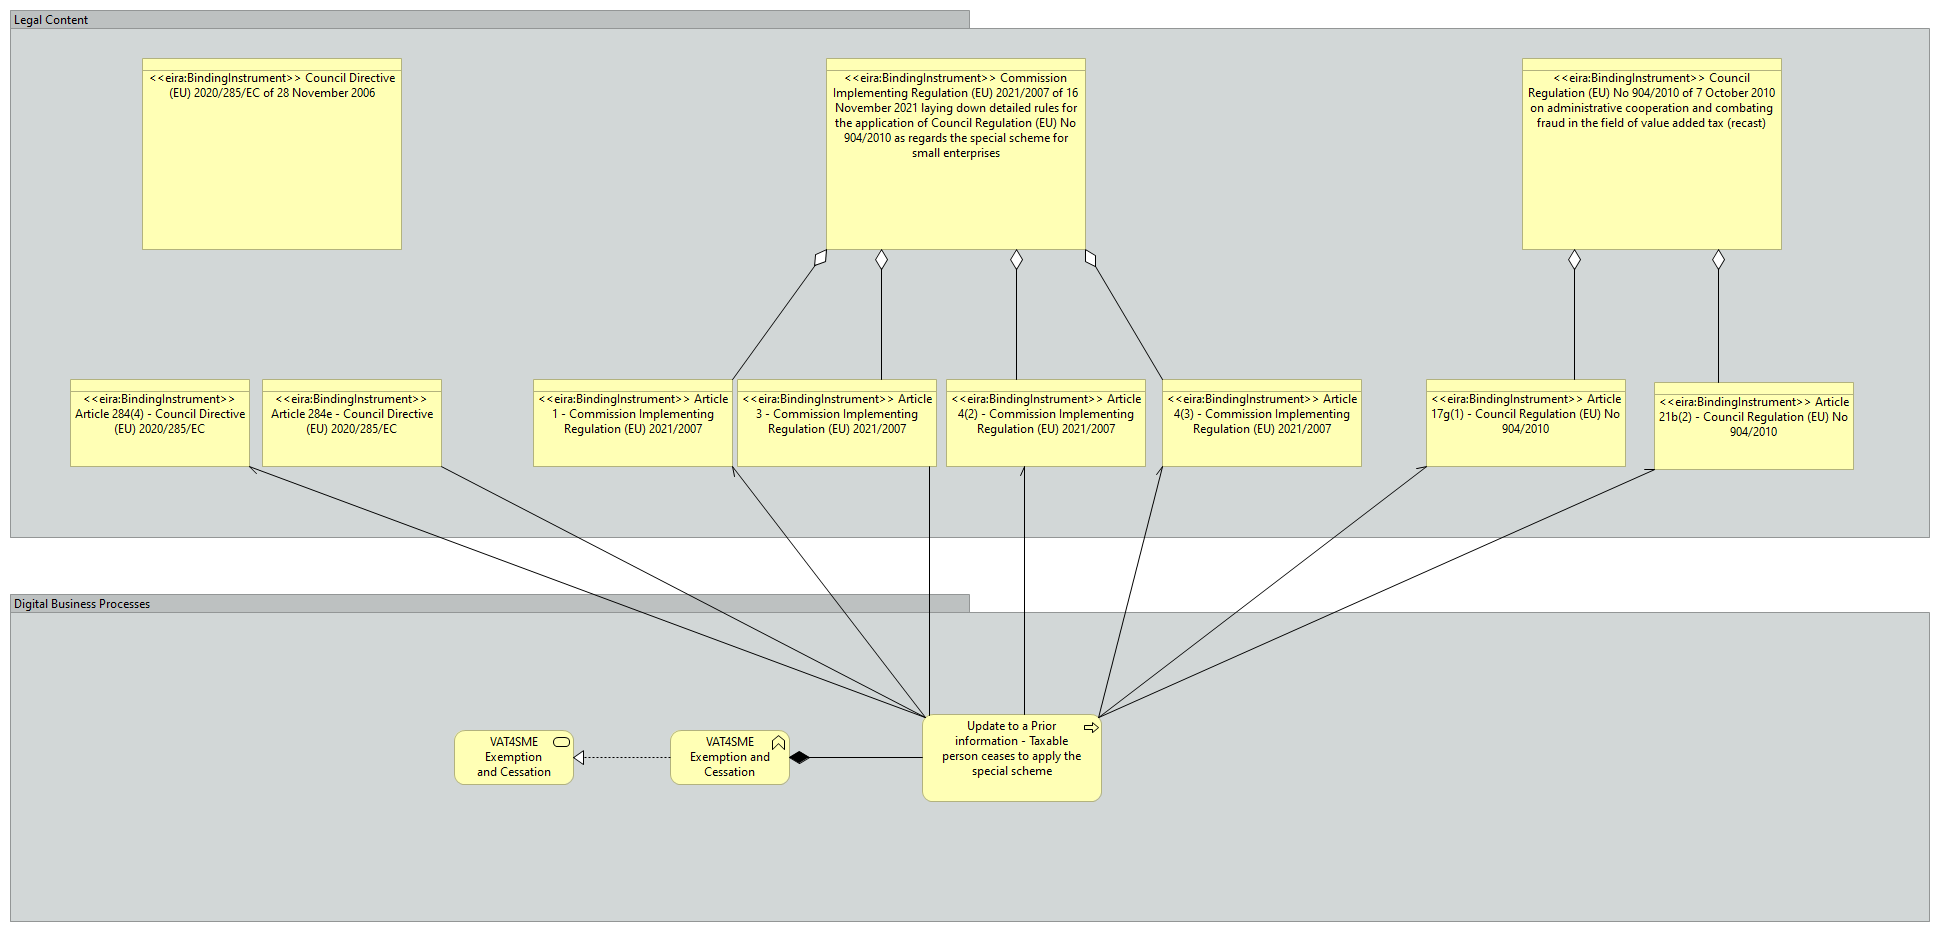 Legal Content
<<eira:BindingInstrument>> Council Directive
(EU) 2020/285/EC of 28 November 2006
<<eira:BindingInstrument>> Commission
Implementing Regulation (EU) 2021/2007 of 16
November 2021 laying down detailed rules for
the application of Council Regulation (EU) No
904/2010 as regards the special scheme for
small enterprises
<<eira:BindingInstrument>> Council
Regulation (EU) No 904/2010 of 7 October 2010
on administrative cooperation and combating
fraud in the field of value added tax (recast)
<<eira:BindingInstrument>>
Article 284(4) - Council Directive
(EU) 2020/285/EC
<<eira:BindingInstrument>>
Article 284e - Council Directive
(EU) 2020/285/EC
<<eira:BindingInstrument>> Article
1 - Commission Implementing
Regulation (EU) 2021/2007
<<eira:BindingInstrument>> Article
3 - Commission Implementing
Regulation (EU) 2021/2007
<<eira:BindingInstrument>> Article
4(2) - Commission Implementing
Regulation (EU) 2021/2007
<<eira:BindingInstrument>> Article
4(3) - Commission Implementing
Regulation (EU) 2021/2007
<<eira:BindingInstrument>> Article
17g(1) - Council Regulation (EU) No
904/2010
<<eira:BindingInstrument>> Article
21b(2) - Council Regulation (EU) No
904/2010
Digital Business Processes
VAT4SME
Exemption
and Cessation
VAT4SME
Exemption and
Cessation
Update to a Prior
information - Taxable
person ceases to apply the
special scheme